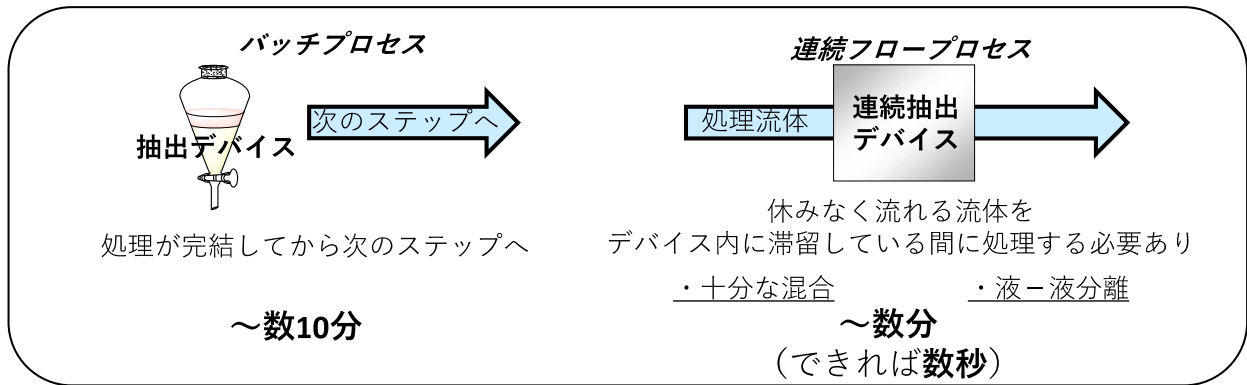 バッチプロセス
抽出デバイス
次のステップへ
処理が完結してから次のステップへ
～数10分
連続フロープロセス
処理流体
連続抽出
デバイス
休みなく流れる流体を
デバイス内に滞留している間に処理する必要あり
・十分な混合
・液－液分離
～数分
（できれば数秒）